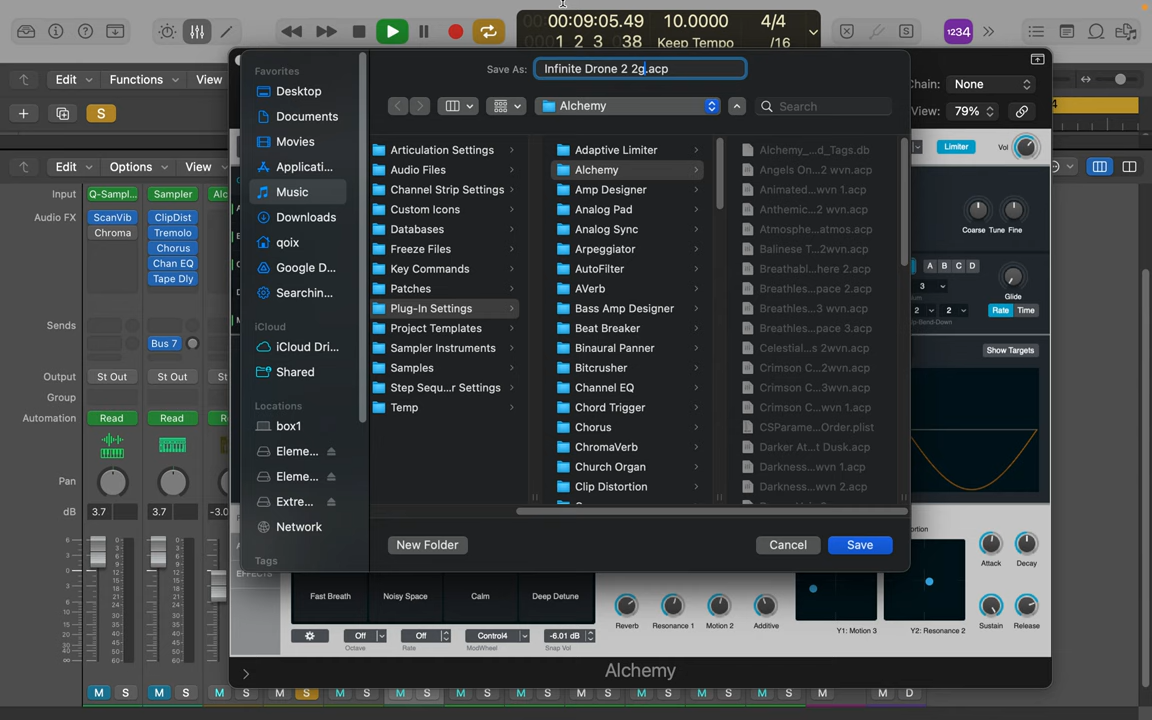 00:09:05.49 10.0000 4/4
1 2 3 38 Keep Tempo /16
1234
Edit Functions View
S
Edit Options View
Input Q-Sampl... Sampler Alc
Audio FX ScanVib ClipDist
Chroma Tremolo
Chorus
Chan EQ
Tape Dly
Sends
Bus 7
Output St Out St Out St
Group
Automation Read Read R
Pan
dB 3.7 3.7 -3.0
M S M S M S M S M S M S M S M S M S M S M S M S M M D
Save As: Infinite Drone 2 2g.acp
Alchemy
Search
Favorites
Desktop
Documents
Movies
Applicati...
Music
Downloads
qoix
Google D...
Searchin...
iCloud
iCloud Dri...
Shared
Locations
box1
Eleme...
Eleme...
Extre...
Network
Tags
Articulation Settings
Audio Files
Channel Strip Settings
Custom Icons
Databases
Freeze Files
Key Commands
Patches
Plug-In Settings
Project Templates
Sampler Instruments
Samples
Step Sequ...r Settings
Temp
Adaptive Limiter
Alchemy
Amp Designer
Analog Pad
Analog Sync
Arpeggiator
AutoFilter
AVerb
Bass Amp Designer
Beat Breaker
Binaural Panner
Bitcrusher
Channel EQ
Chord Trigger
Chorus
ChromaVerb
Church Organ
Clip Distortion
Alchemy_...d_Tags.db
Angels On...2 wvn.acp
Animated...wvn 1.acp
Anthemic...2 wvn.acp
Atmosphe...atmos.acp
Balinese T...2wvn.acp
Breathabl...here 2.acp
Breathles...pace 2.acp
Breathles...3 wvn.acp
Breathles...pace 3.acp
Celestial...s 2wvn.acp
Crimson C...2wvn.acp
Crimson C...3wvn.acp
Crimson C...wvn 1.acp
CSParame...Order.plist
Darker At...t Dusk.acp
Darkness...wvn 1.acp
Darkness...wvn 2.acp
New Folder Cancel Save
chain: None
View: 79%
Limiter Vol
Coarse Tune Fine
A B C D
3
Glide
2 2 Rate Time
g/Bend-Down
Show Targets
EFFECTS
Fast Breath Noisy Space Calm Deep Detune
Off Off Control4 -6.01 dB
Octave Rate ModWheel Snap Vol
Reverb Resonance 1 Motion 2 Additive
Y1: Motion 3 Y2: Resonance 2
Attack Decay
Sustain Release
Alchemy